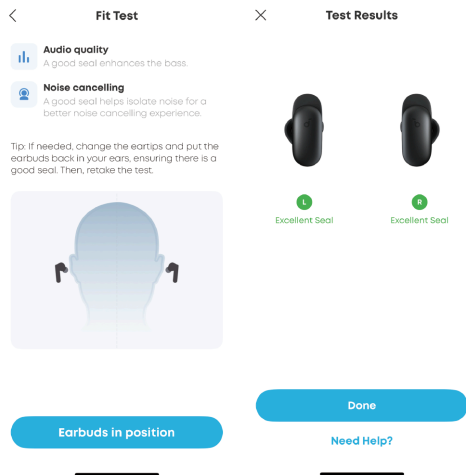 Fit Test
Audio quality
A good seal enhances the bass.
Noise cancelling
A good seal helps isolate noise for a
better noise cancelling experience.
Tip: If needed, change the eartips and put the
earbuds back in your ears, ensuring there is a
good seal. Then, retake the test.
Earbuds in position
Test Results
L
R
Excellent Seal
Excellent Seal
Done
Need Help?